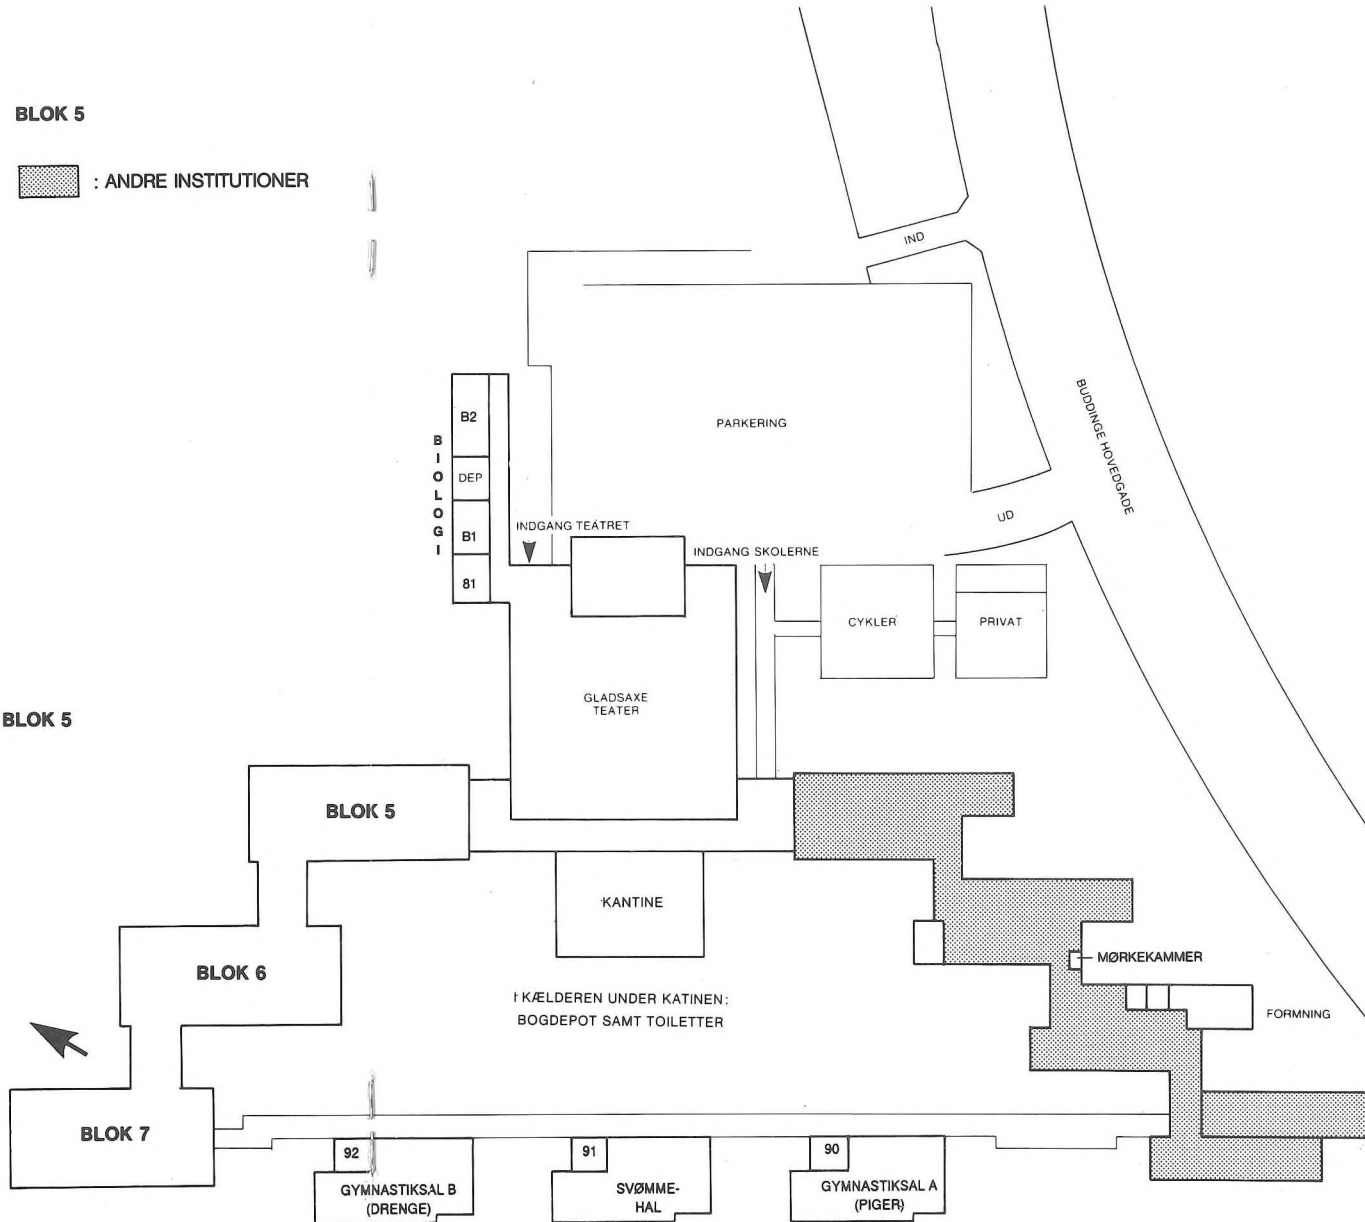 BLOK 5
: ANDRE INSTITUTIONER
IND
BUDDINGE HOVEDGADE
PARKERING
UD
BIOLOGI
B2
DEP
B1
81
INDGANG TEATRET
INDGANG SKOLERNE
CYKLER
PRIVAT
GLADSAXE
TEATER
BLOK 5
BLOK 5
KANTINE
BLOK 6
MØRKEKAMMER
I KÆLDEREN UNDER KATINEN:
BOGDEPOT SAMT TOILETTER
FORMNING
BLOK 7
92
GYMNASTIKSAL B
(DRENGE)
91
SVØMME-
HAL
90
GYMNASTIKSAL A
(PIGER)